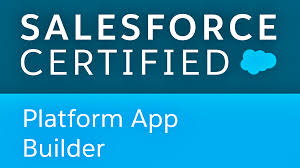 SALESFORCE
CERTIFIED
Platform App
Builder